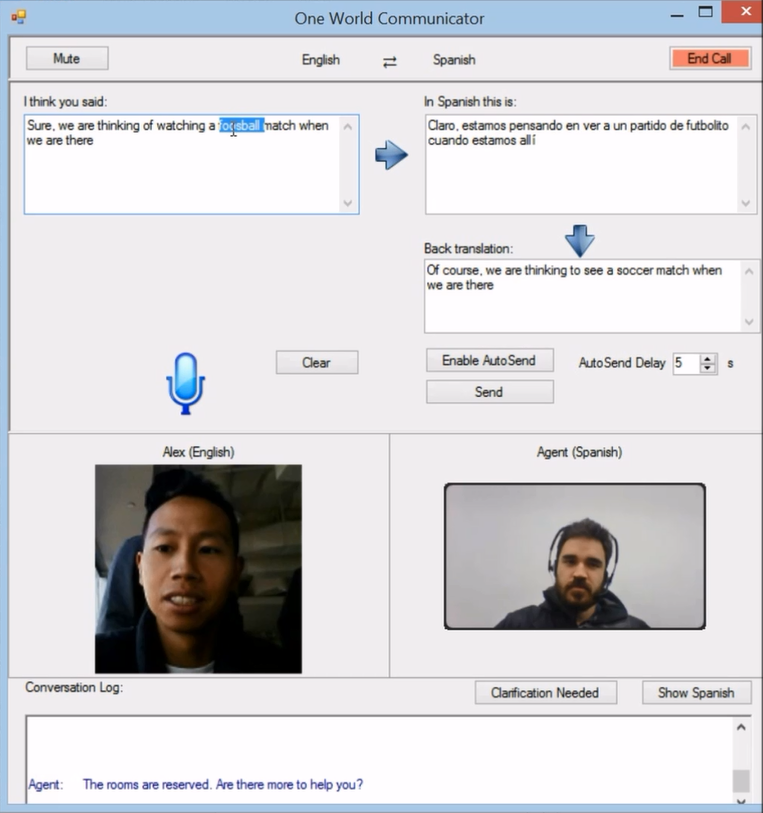 One World Communicator
Mute
English
Spanish
End Call
I think you said:
Sure, we are thinking of watching a foosball match when
we are there
In Spanish this is:
Claro, estamos pensando en ver a un partido de futbolito
cuando estamos allí
Back translation:
Of course, we are thinking to see a soccer match when
we are there
Clear
Enable AutoSend
AutoSend Delay 5 s
Send
Alex (English)
Agent (Spanish)
Conversation Log:
Clarification Needed
Show Spanish
Agent: The rooms are reserved. Are there more to help you?